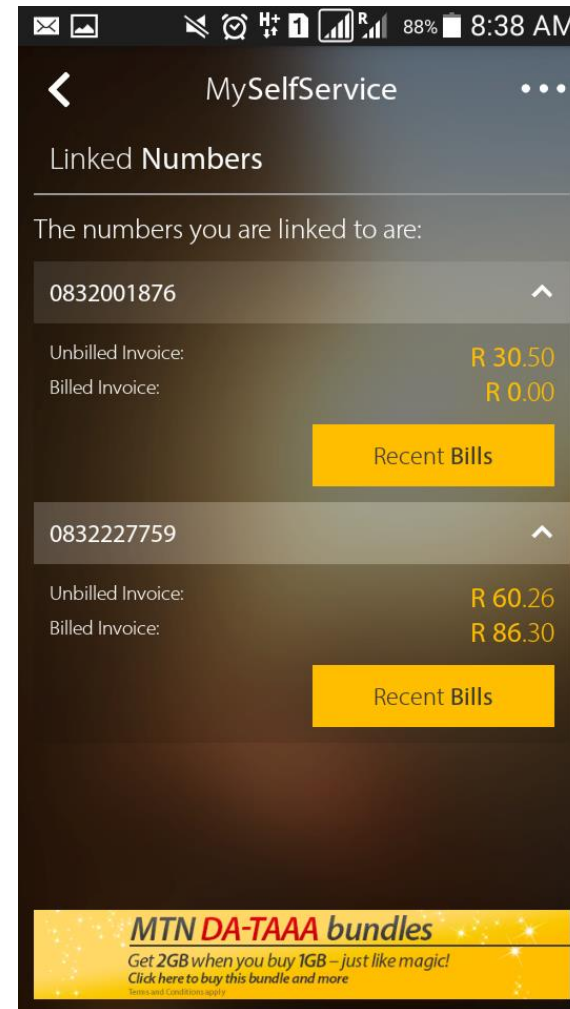 H+ 1 R 88% 8:38 AM
MySelfService
Linked Numbers
The numbers you are linked to are:
0832001876
Unbilled Invoice: R 30.50
Billed Invoice: R 0.00
Recent Bills
0832227759
Unbilled Invoice: R 60.26
Billed Invoice: R 86.30
Recent Bills
MTN DA-TAAA bundles
Get 2GB when you buy 1GB – just like magic!
Click here to buy this bundle and more
Terms and Conditions apply